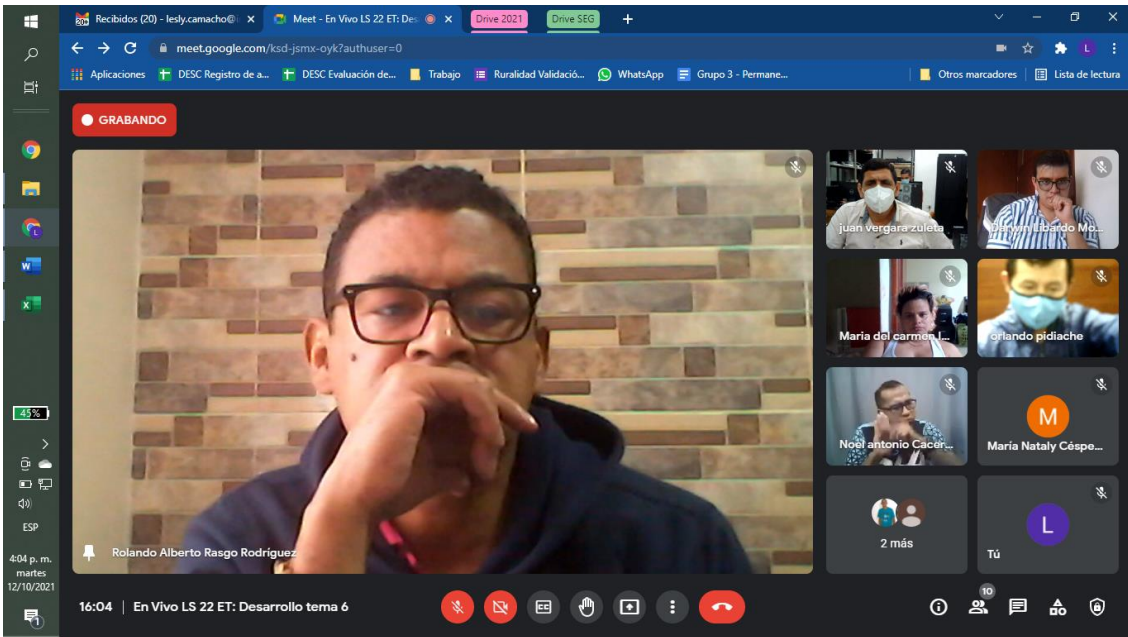 Recibidos (20) - lesly.camacho@
Meet - En Vivo LS 22 ET: Des
Drive 2021
Drive SEG
meet.google.com/ksd-jsmx-oyk?authuser=0
L
Aplicaciones
DESC Registro de a...
DESC Evaluación de...
Trabajo
Ruralidad Validació...
WhatsApp
Grupo 3 - Permane...
Otros marcadores
Lista de lectura
GRABANDO
juan vergara zuleta
Darwin Libardo Mo...
Maria del carmen l...
orlando pidiache
Noel antonio Cacer...
M
María Nataly Céspe...
2 más
L
Tú
Rolando Alberto Rasgo Rodríguez
45%
ESP
4:04 p. m.
martes
12/10/2021
1
16:04 | En Vivo LS 22 ET: Desarrollo tema 6
CC
10